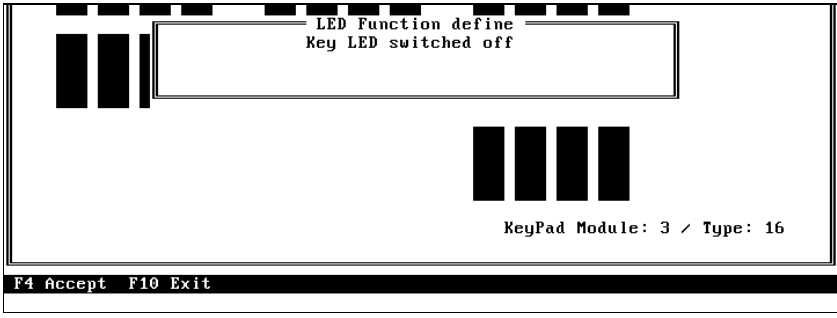 LED Function define
Key LED switched off
KeyPad Module: 3 / Type: 16
F4 Accept F10 Exit